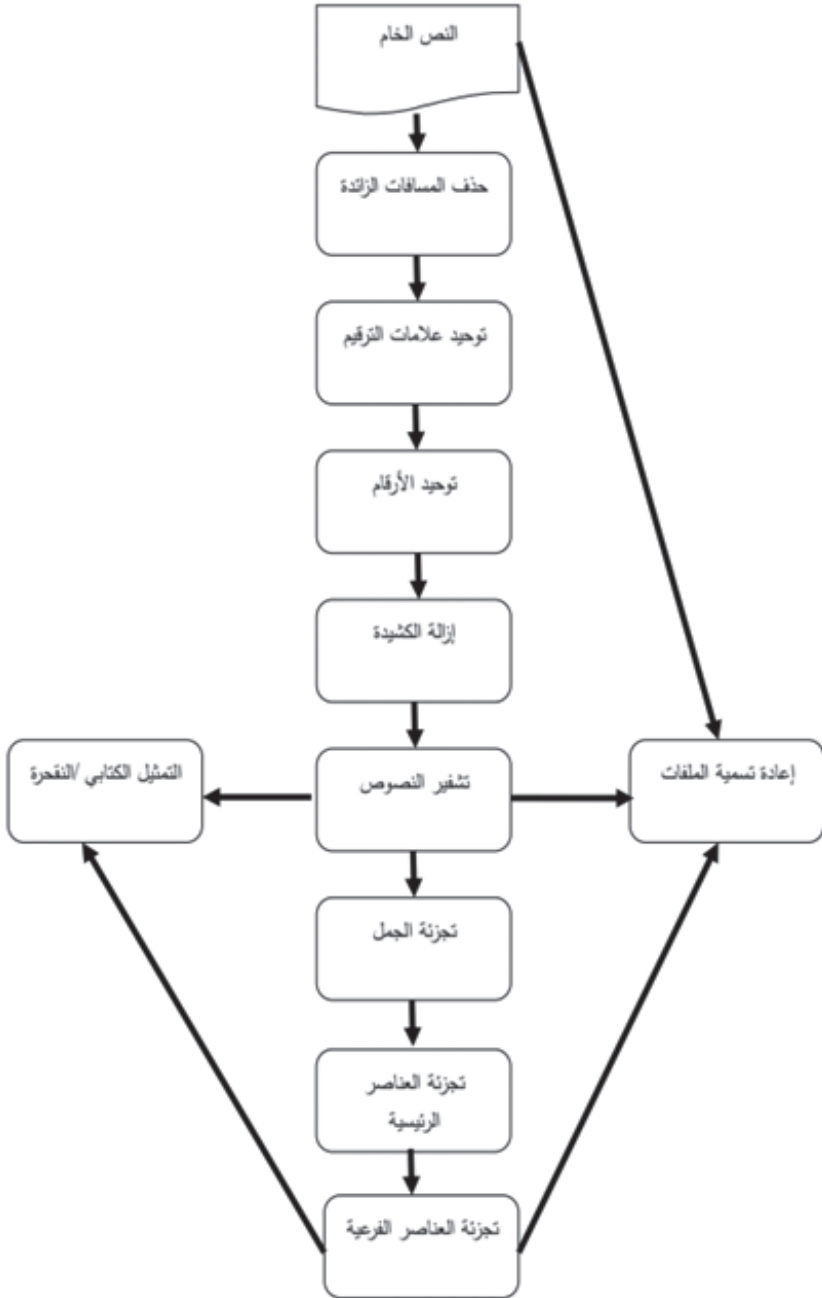 النص الخام
حذف المسافات الزائدة
توحيد علامات الترقيم
توحيد الأرقام
إزالة الكشيدة
إعادة تسمية الملفات
تشفير النصوص
التمثيل الكتابي /النقحرة
تجزئة الجمل
تجزئة العناصر
الرئيسية
تجزئة العناصر الفرعية